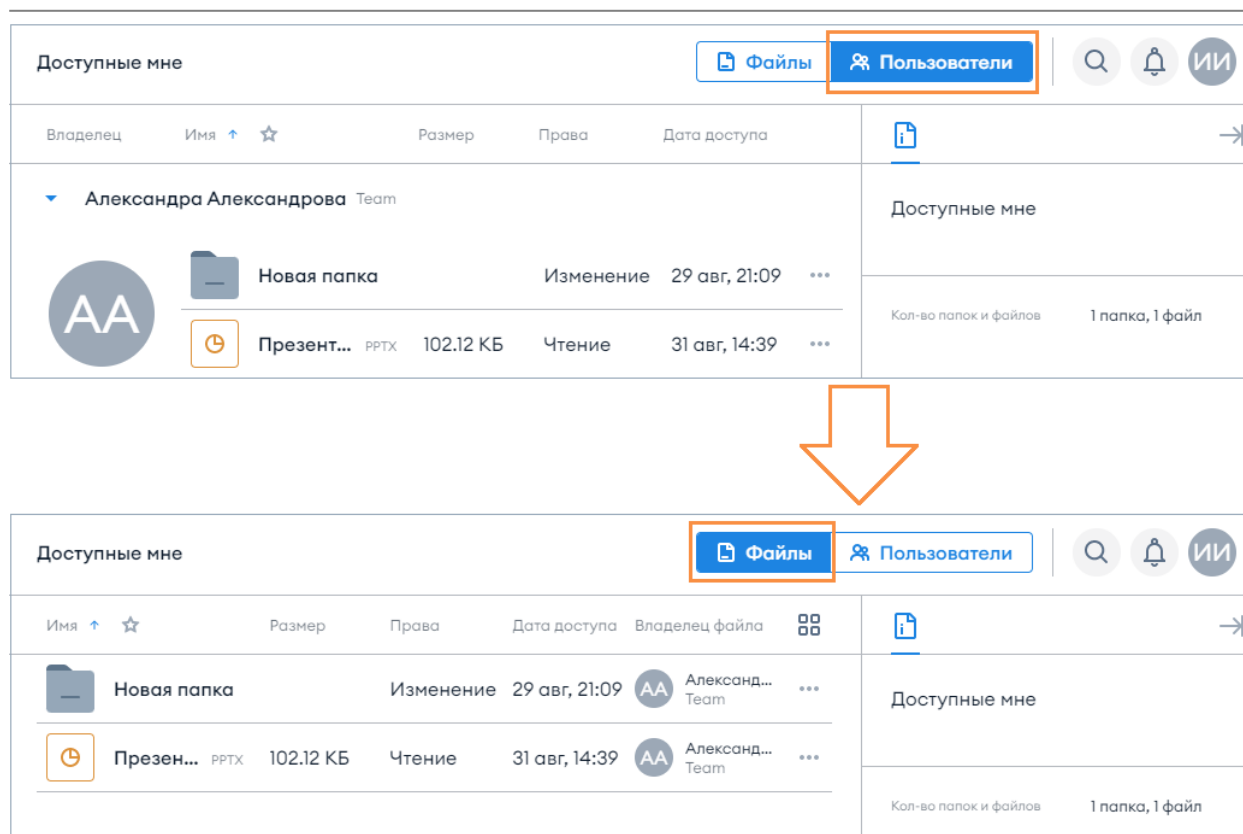 Доступные мне Файлы Пользователи ИИ
Владелец Имя Размер Права Дата доступа
Александра Александрова Team
Доступные мне
АА
Новая папка Изменение 29 авг, 21:09
Презент... PPTX 102.12 КБ Чтение 31 авг, 14:39
Кол-во папок и файлов 1 папка, 1 файл
Доступные мне Файлы Пользователи ИИ
Имя Размер Права Дата доступа Владелец файла
Новая папка Изменение 29 авг, 21:09 АА Александ...
Team
Доступные мне
Презен... PPTX 102.12 КБ Чтение 31 авг, 14:39 АА Александ...
Team
Кол-во папок и файлов 1 папка, 1 файл